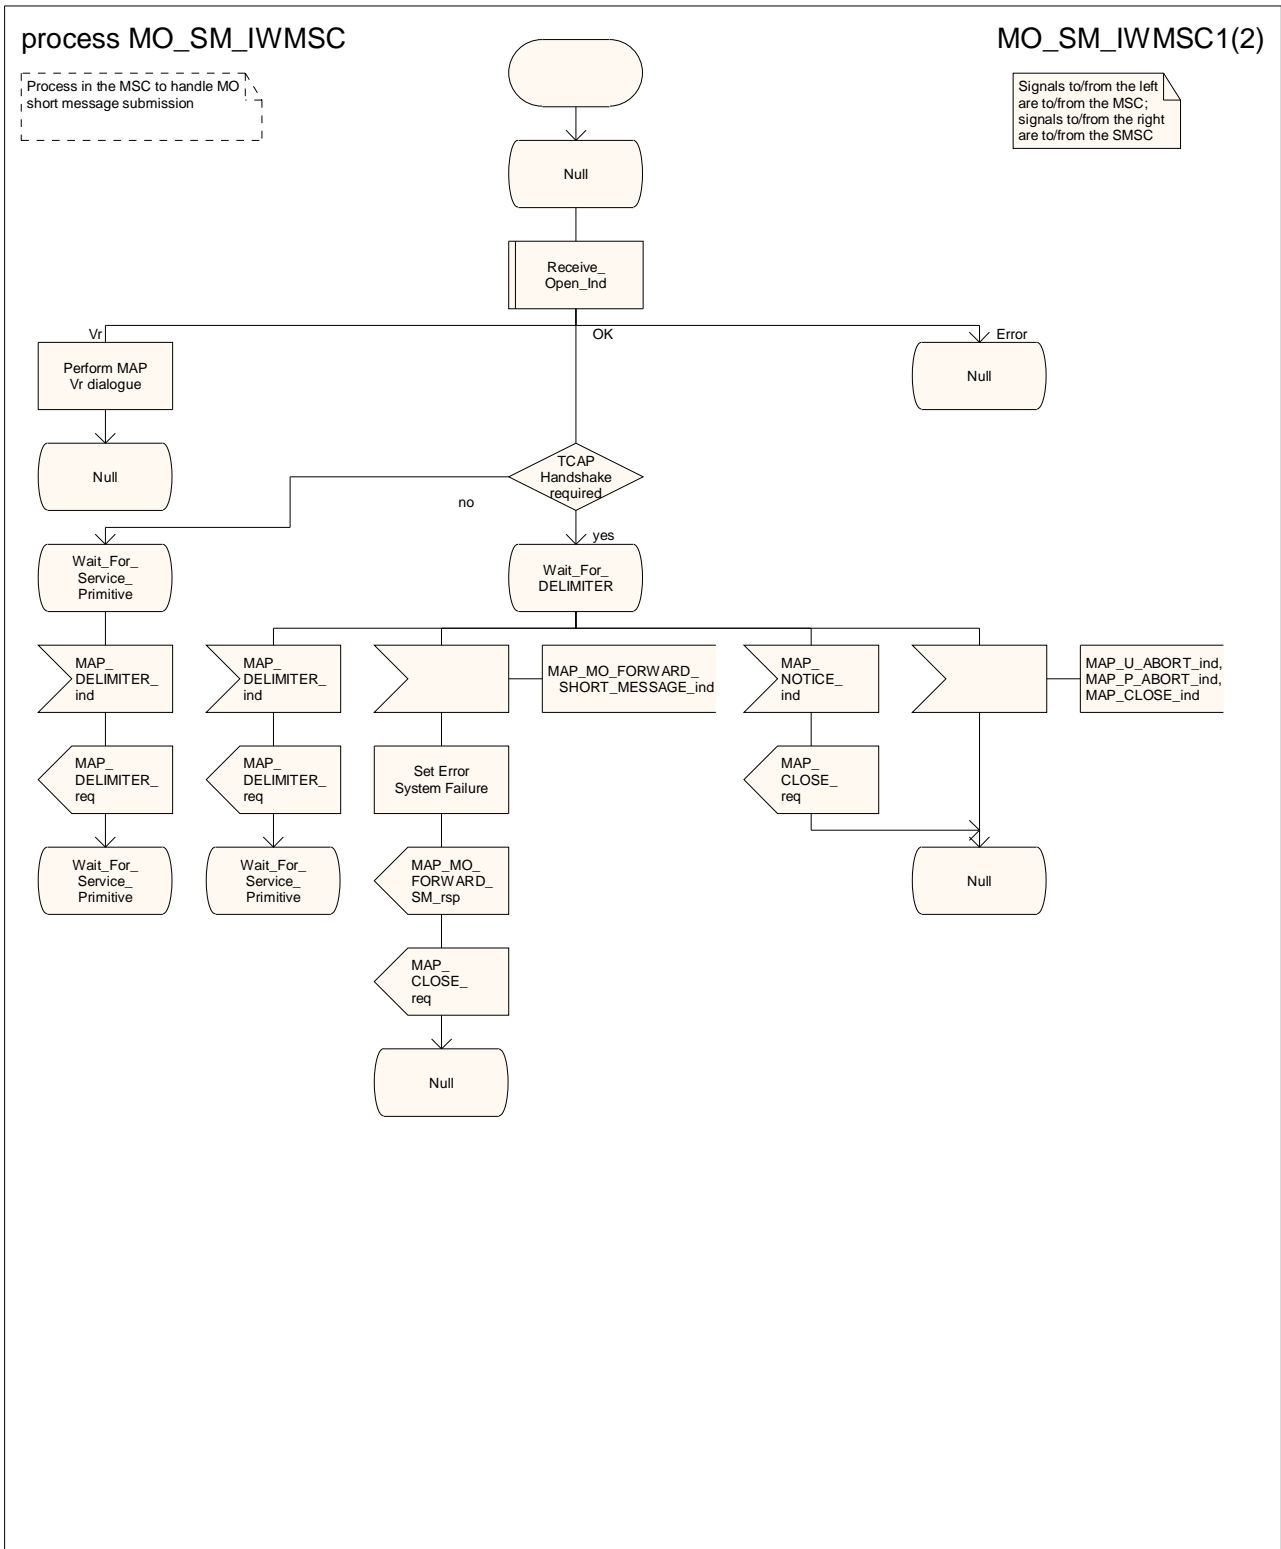 process MO_SM_IWMSC
MO_SM_IWMSC1(2)
Process in the MSC to handle MO
short message submission
Signals to/from the left
are to/from the MSC;
signals to/from the right
are to/from the SMSC
Null
Receive_
Open_Ind
Vr
OK
Error
Perform MAP
Vr dialogue
Null
Null
TCAP
Handshake
required
no
yes
Wait_For_
Service_
Primitive
Wait_For_
DELIMITER
MAP_
DELIMITER_
ind
MAP_
DELIMITER_
ind
MAP_MO_FORWARD_
SHORT_MESSAGE_ind
MAP_
NOTICE_
ind
MAP_U_ABORT_ind,
MAP_P_ABORT_ind,
MAP_CLOSE_ind
MAP_
DELIMITER_
req
MAP_
DELIMITER_
req
Set Error
System Failure
MAP_
CLOSE_
req
Wait_For_
Service_
Primitive
Wait_For_
Service_
Primitive
MAP_MO_
FORWARD_
SM_rsp
Null
MAP_
CLOSE_
req
Null